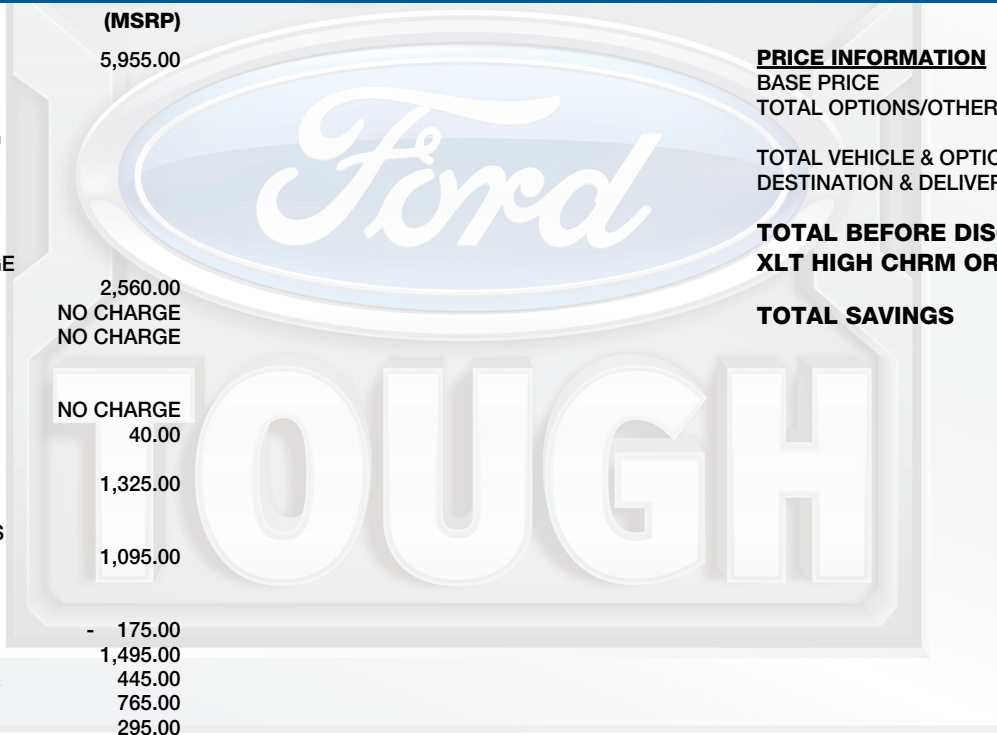 (MSRP)
5,955.00
GE
2,560.00
NO CHARGE
NO CHARGE
NO CHARGE
40.00
1,325.00
S
1,095.00
- 175.00
1,495.00
445.00
765.00
295.00
PRICE INFORMATION
BASE PRICE
TOTAL OPTIONS/OTHER
TOTAL VEHICLE & OPTIO
DESTINATION & DELIVER
TOTAL BEFORE DIS
XLT HIGH CHRM OR
TOTAL SAVINGS
Ford
TOUGH